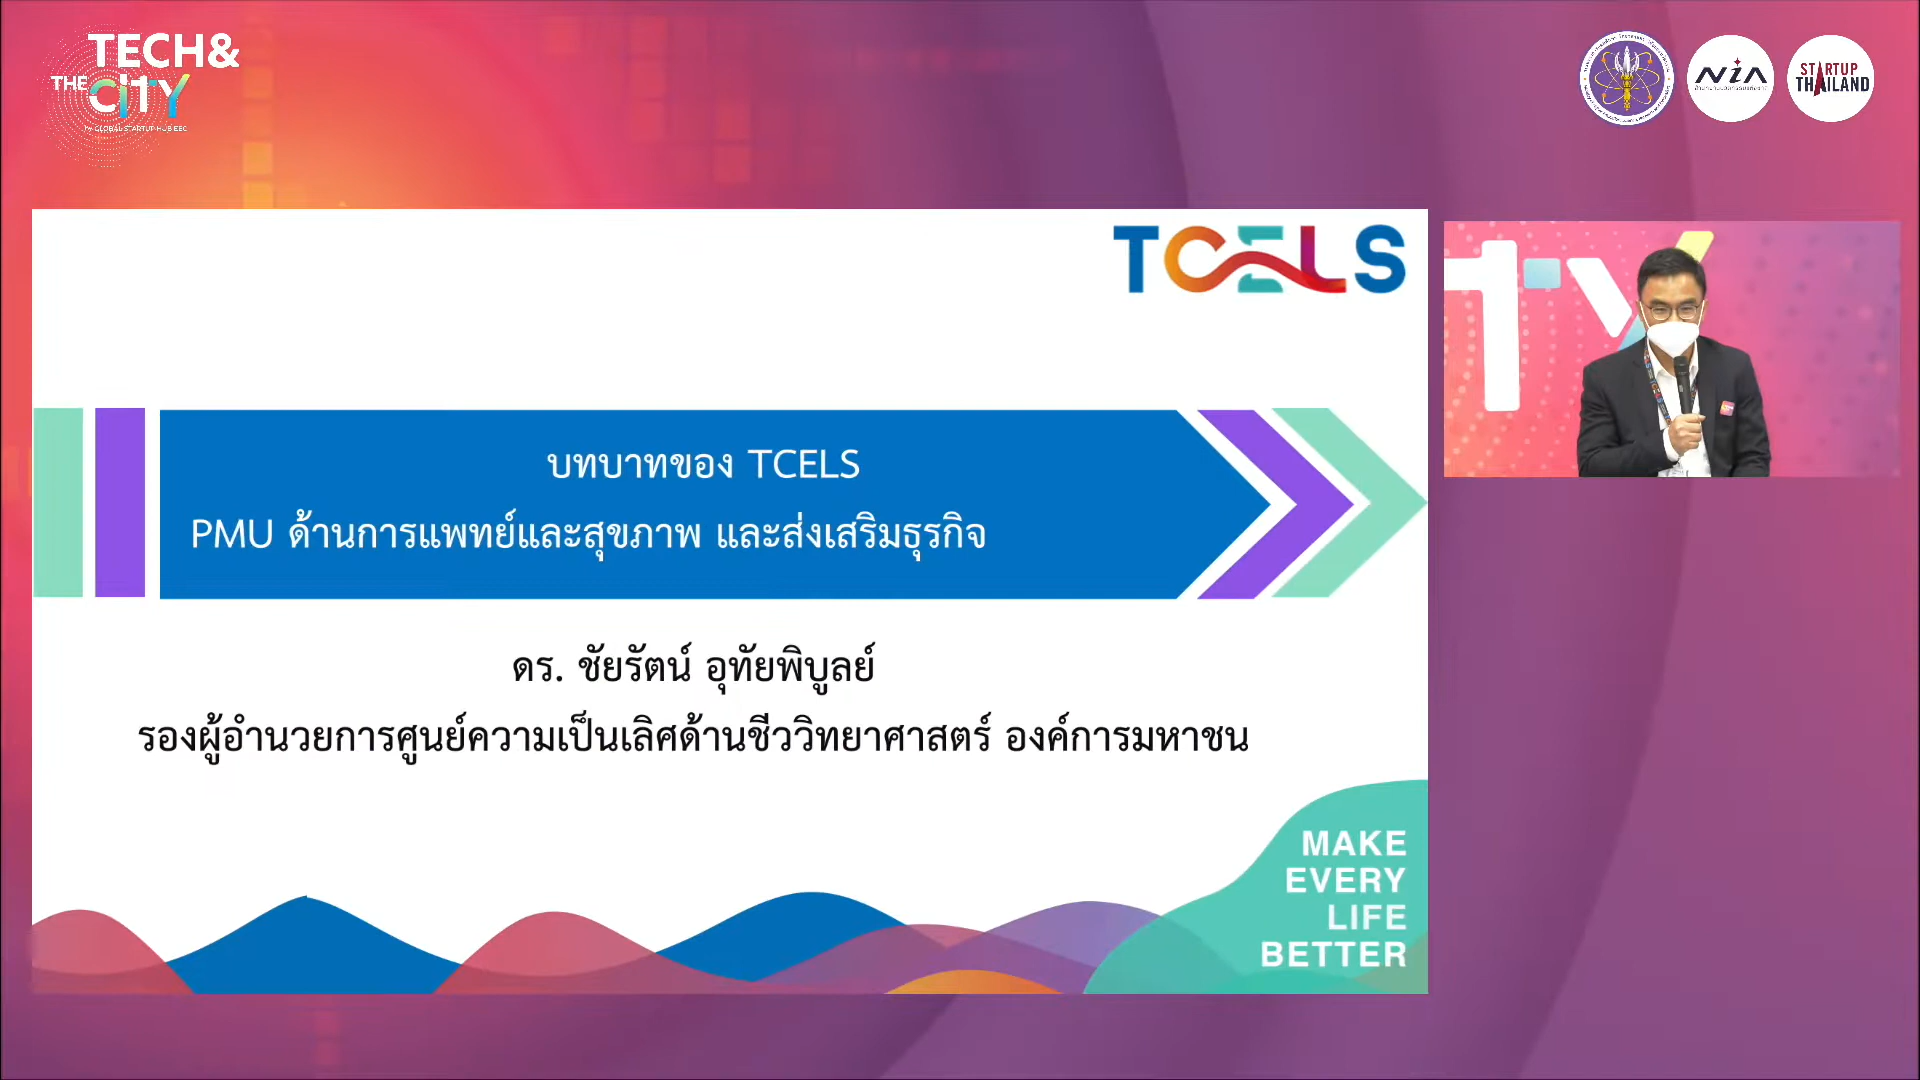 TECH&
THE CiTY
by GLOBAL STARTUP HUB:EEC
NIA
STARTUP
THAILAND
TCELS
บทบาทของ TCELS
PMU ด้านการแพทย์และสุขภาพ และส่งเสริมธุรกิจ
ดร. ชัยรัตน์ อุทัยพิบูลย์
รองผู้อำนวยการศูนย์ความเป็นเลิศด้านชีววิทยาศาสตร์ องค์การมหาชน
MAKE
EVERY
LIFE
BETTER